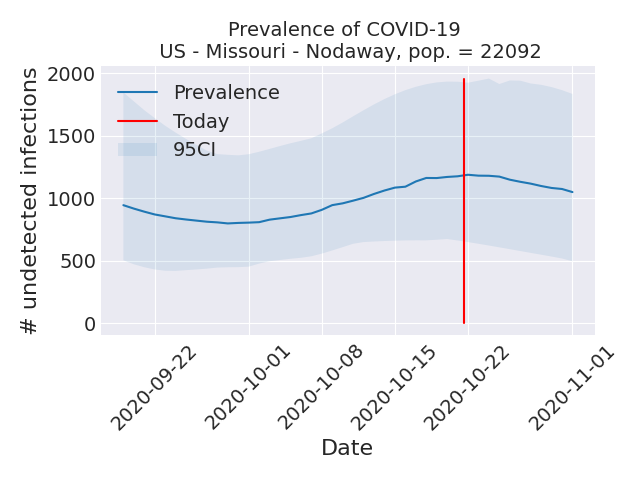 Prevalence of COVID-19
US - Missouri - Nodaway, pop. = 22092
# undetected infections
2000
1500
1000
500
0
Prevalence
Today
95CI
2020-09-22
2020-10-01
2020-10-08
2020-10-15
2020-10-22
2020-11-01
Date